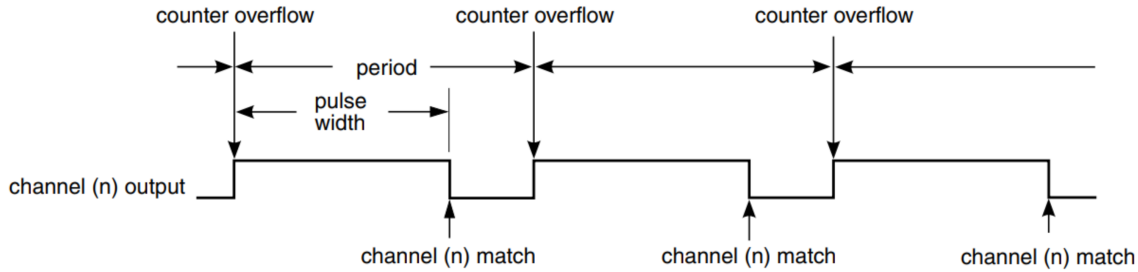 counter overflow
counter overflow
counter overflow
period
pulse
width
channel (n) output
channel (n) match
channel (n) match
channel (n) match